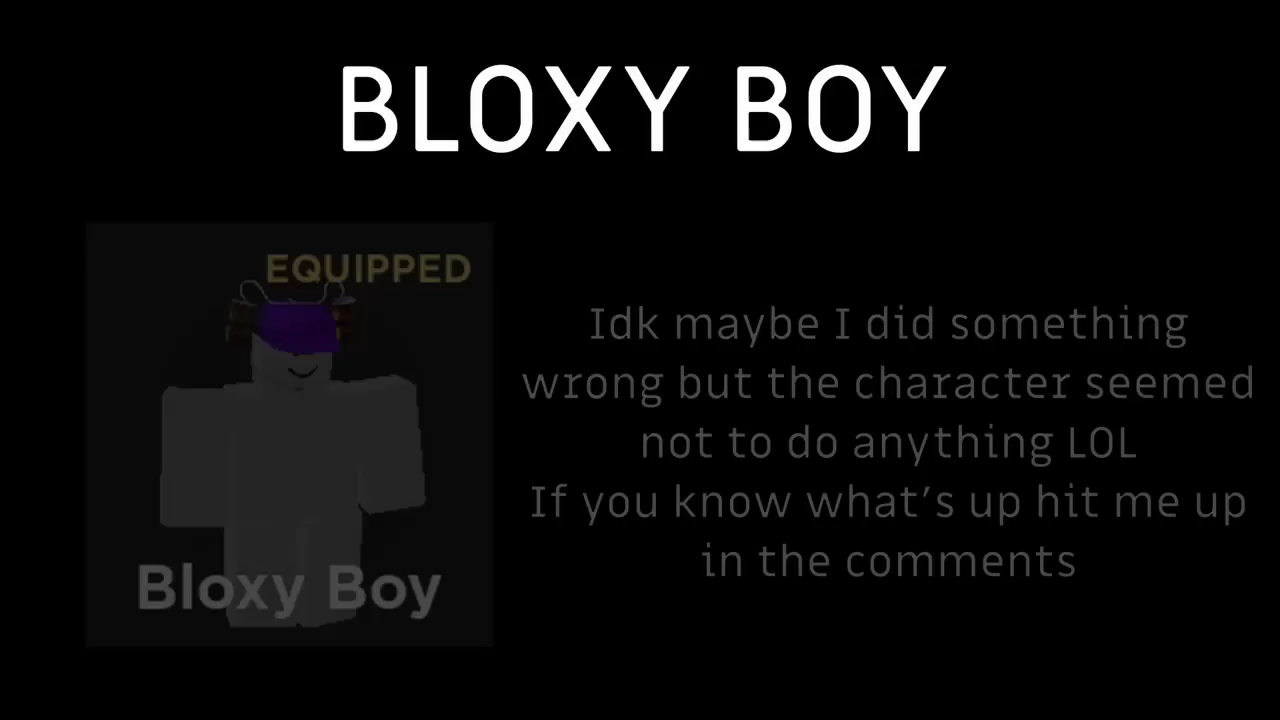 BLOXY BOY
EQUIPPED
Bloxy Boy
Idk maybe I did something
wrong but the character seemed
not to do anything LOL
If you know what's up hit me up
in the comments